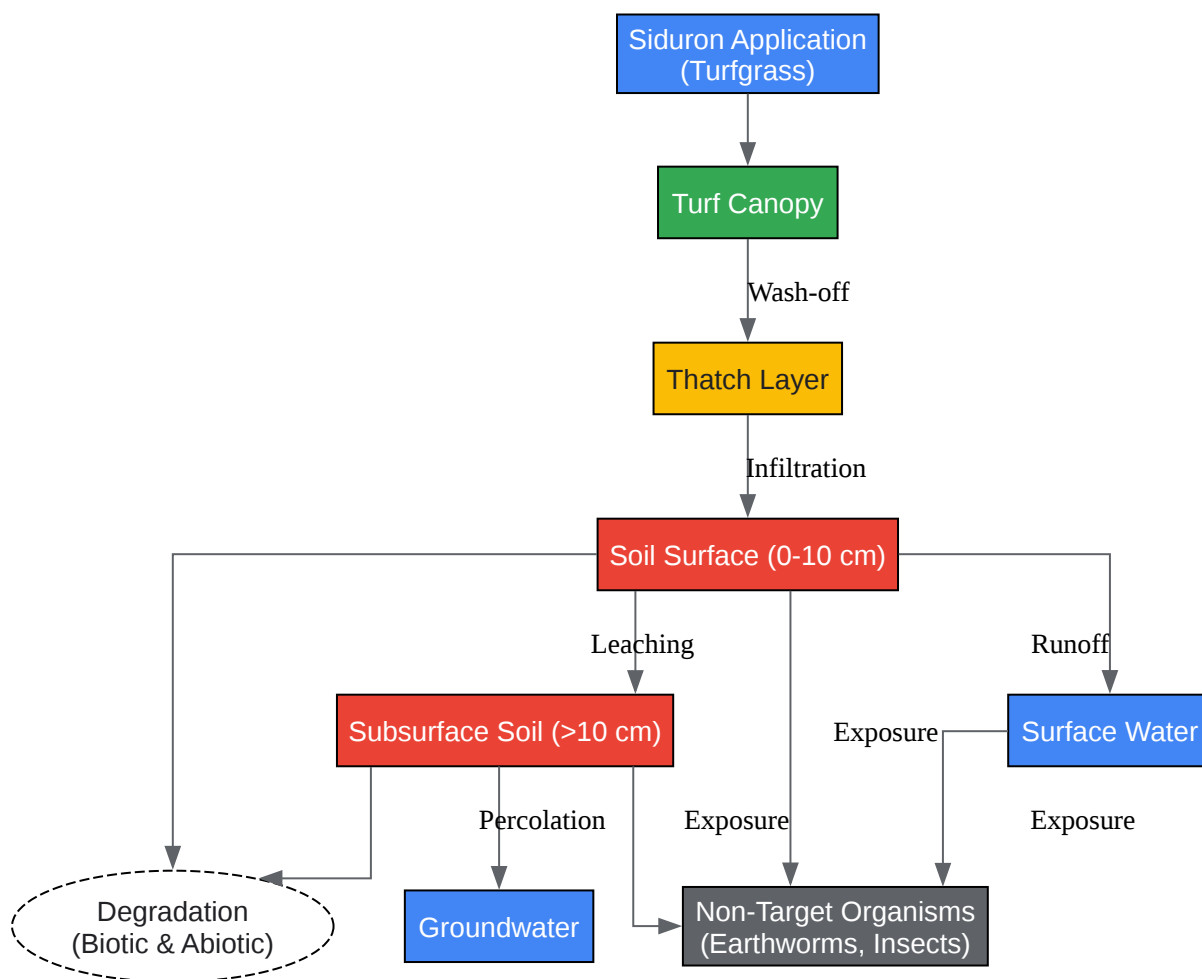 Siduron Application
(Turfgrass)
Turf Canopy
Wash-off
Thatch Layer
Infiltration
Soil Surface (0-10 cm)
Leaching
Runoff
Subsurface Soil (>10 cm)
Exposure
Surface Water
Percolation
Exposure
Exposure
Degradation
(Biotic & Abiotic)
Groundwater
Non-Target Organisms
(Earthworms, Insects)